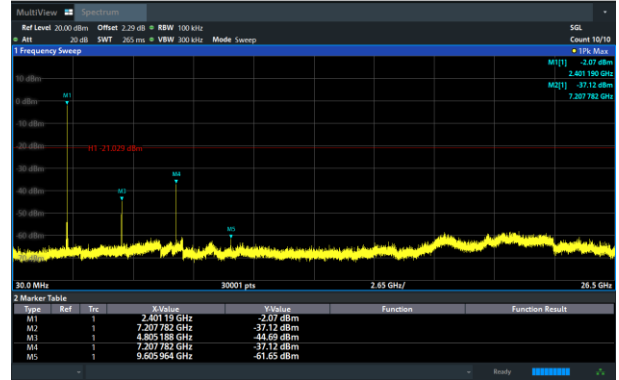 MultiView Spectrum
Ref Level 20.00 dBm Offset 2.29 dB RBW 100 kHz SGL
Att 20 dB SWT 265 ms VBW 300 kHz Mode Sweep Count 10/10
1 Frequency Sweep 1Pk Max
M1[1] -2.07 dBm
2.401 190 GHz
M2[1] -37.12 dBm
7.207 782 GHz
10 dBm
0 dBm
M1
-10 dBm
-20 dBm
H1 -21.029 dBm
-30 dBm
M4
-40 dBm
M3
-50 dBm
M5
-60 dBm
-70 dBm
30.0 MHz 30001 pts 2.65 GHz/ 26.5 GHz
2 Marker Table
Type Ref Trc X-Value Y-Value Function Function Result
M1 1 2.401 19 GHz -2.07 dBm
M2 1 7.207 782 GHz -37.12 dBm
M3 1 4.805 188 GHz -44.69 dBm
M4 1 7.207 782 GHz -37.12 dBm
M5 1 9.605 964 GHz -61.65 dBm
Ready